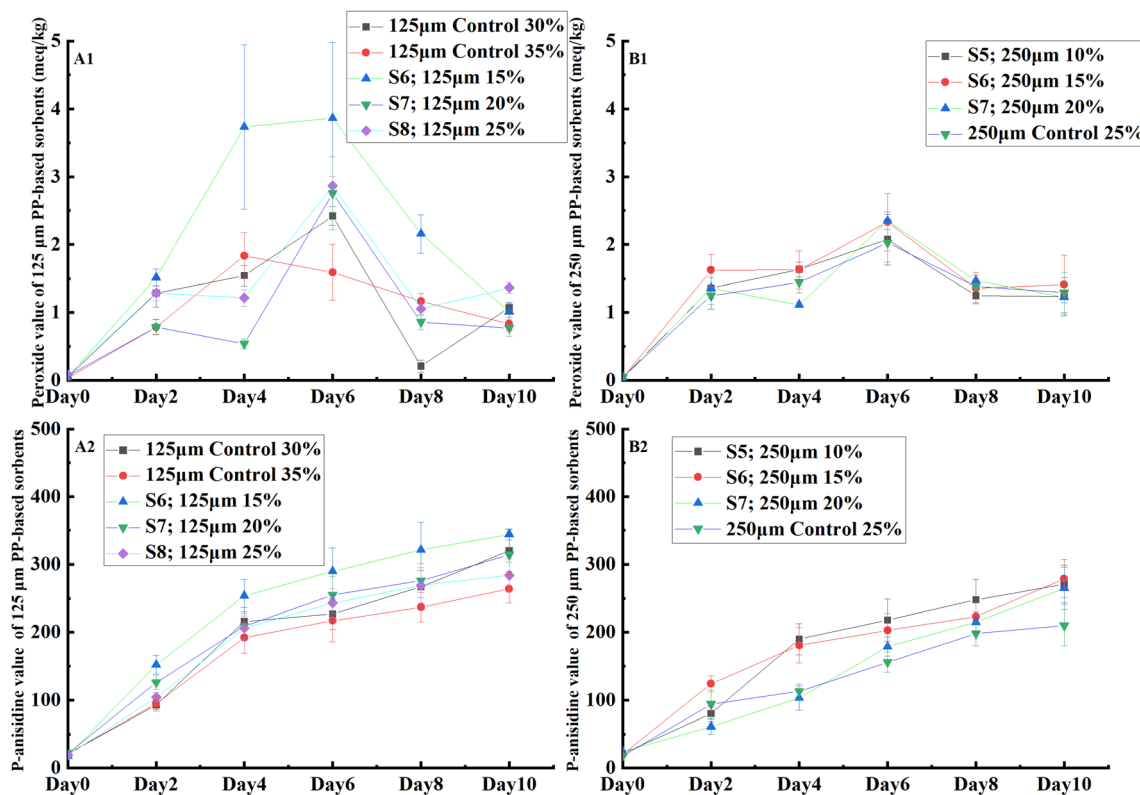 A1
125μm Control 30%
125μm Control 35%
S6; 125μm 15%
S7; 125μm 20%
S8; 125μm 25%
Peroxide value of 125 μm PP-based sorbents (meq/kg)
5
4
3
2
1
0
Day0 Day2 Day4 Day6 Day8 Day10
B1
S5; 250μm 10%
S6; 250μm 15%
S7; 250μm 20%
250μm Control 25%
Peroxide value of 250 μm PP-based sorbents (meq/kg)
5
4
3
2
1
0
Day0 Day2 Day4 Day6 Day8 Day10
A2
125μm Control 30%
125μm Control 35%
S6; 125μm 15%
S7; 125μm 20%
S8; 125μm 25%
P-anisidine value of 125 μm PP-based sorbents
500
400
300
200
100
0
Day0 Day2 Day4 Day6 Day8 Day10
B2
S5; 250μm 10%
S6; 250μm 15%
S7; 250μm 20%
250μm Control 25%
P-anisidine value of 250 μm PP-based sorbents
500
400
300
200
100
0
Day0 Day2 Day4 Day6 Day8 Day10